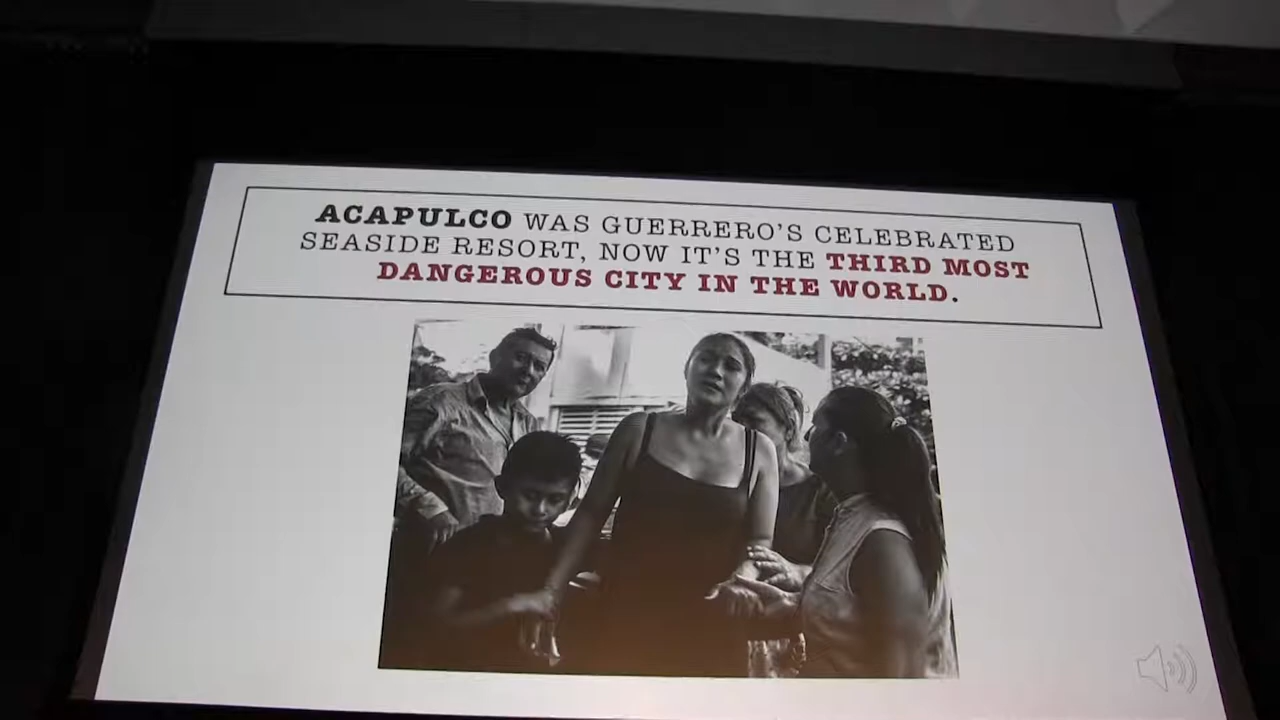 ACAPULCO WAS GUERRERO'S CELEBRATED
SEASIDE RESORT, NOW IT'S THE THIRD MOST
DANGEROUS CITY IN THE WORLD.